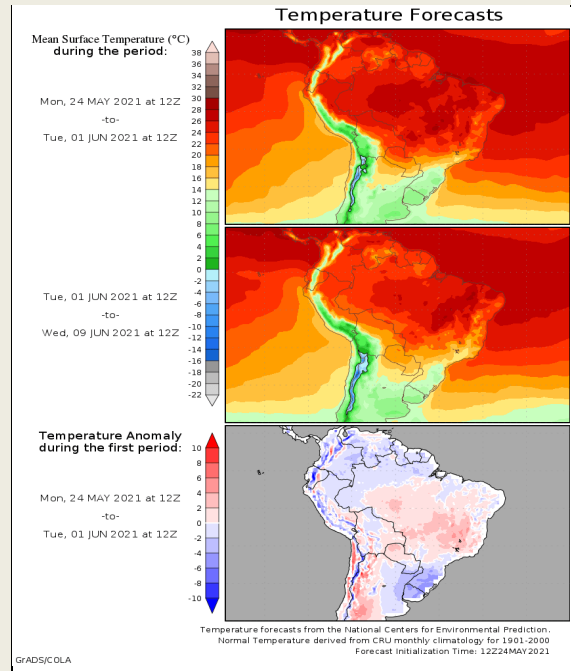 Temperature Forecasts
Mean Surface Temperature (°C)
during the period:
Mon, 24 MAY 2021 at 12Z
-to-
Tue, 01 JUN 2021 at 12Z
38
36
34
32
30
28
26
24
22
20
18
16
14
12
10
8
6
4
2
0
-2
-4
-6
-8
-10
-12
-14
-16
-18
-20
-22
Tue, 01 JUN 2021 at 12Z
-to-
Wed, 09 JUN 2021 at 12Z
Temperature Anomaly
during the first period:
Mon, 24 MAY 2021 at 12Z
-to-
Tue, 01 JUN 2021 at 12Z
10
8
6
4
2
0
-2
-4
-6
-8
-10
Temperature forecasts from the National Centers for Environmental Prediction.
Normal Temperature derived from CRU monthly climatology for 1901-2000
Forecast Initialization Time: 12Z24MAY2021
GrADS/COLA